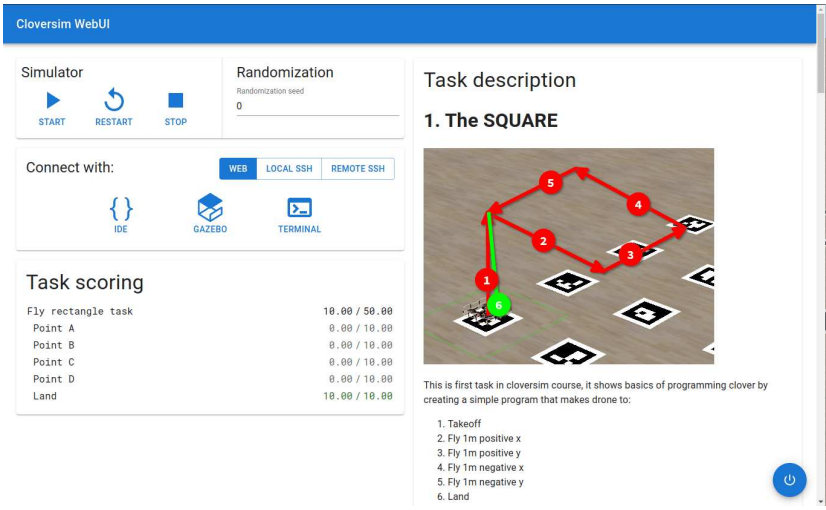 Cloversim WebUI
Simulator
START RESTART STOP
Randomization
Randomization seed
0
Connect with:
WEB LOCAL SSH REMOTE SSH
{ }
IDE GAZEBO TERMINAL
Task scoring
Fly rectangle task 10.00 / 50.00
Point A 0.00 / 10.00
Point B 0.00 / 10.00
Point C 0.00 / 10.00
Point D 0.00 / 10.00
Land 10.00 / 10.00
Task description
1. The SQUARE
5
4
2
3
1
6
This is first task in cloversim course, it shows basics of programming clover by
creating a simple program that makes drone to:
1. Takeoff
2. Fly 1m positive x
3. Fly 1m positive y
4. Fly 1m negative x
5. Fly 1m negative y
6. Land